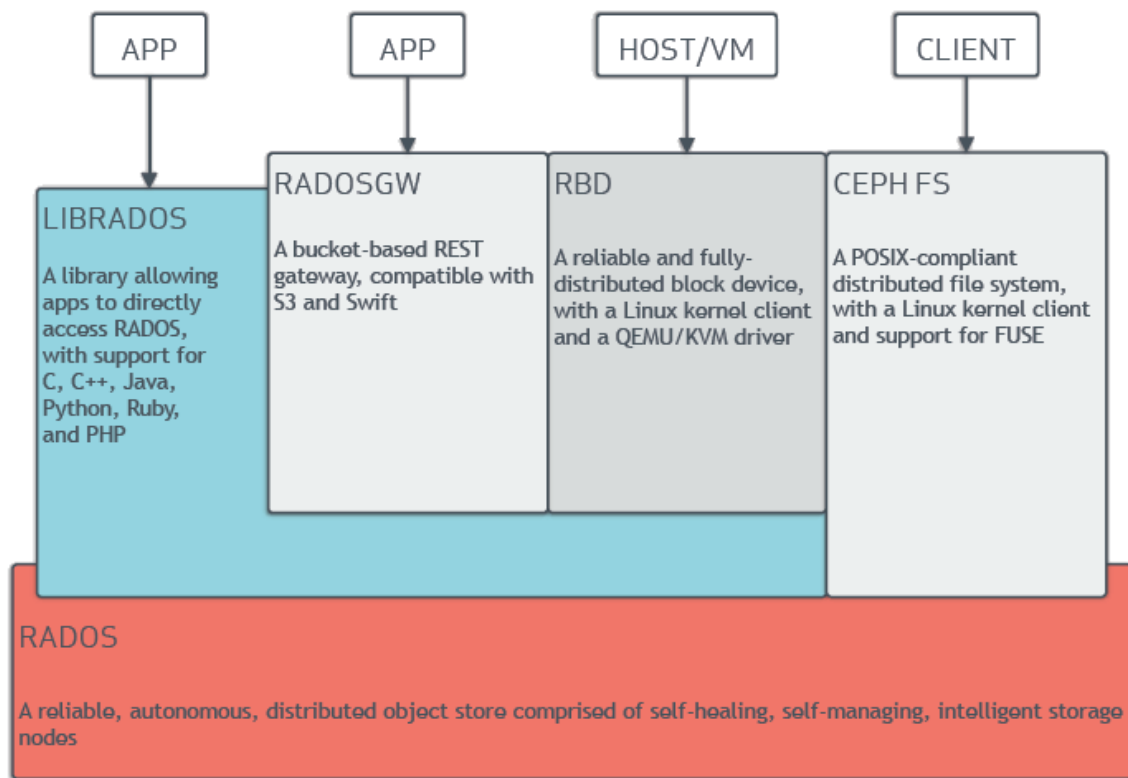 APP
APP
HOST/VM
CLIENT
LIBRADOS
A library allowing
apps to directly
access RADOS,
with support for
C, C++, Java,
Python, Ruby,
and PHP
RADOSGW
A bucket-based REST
gateway, compatible with
S3 and Swift
RBD
A reliable and fully-
distributed block device,
with a Linux kernel client
and a QEMU/KVM driver
CEPH FS
A POSIX-compliant
distributed file system,
with a Linux kernel client
and support for FUSE
RADOS
A reliable, autonomous, distributed object store comprised of self-healing, self-managing, intelligent storage
nodes